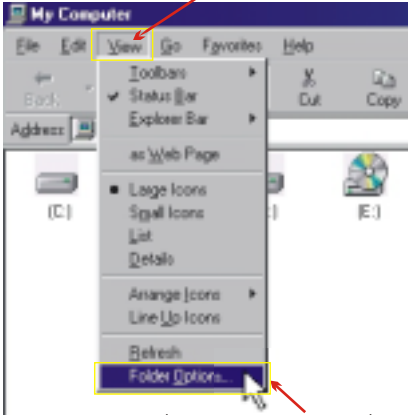 My Computer
File Edit View Go Favorites Help
Back Cut Copy
Address
Toolbars
Status Bar
Explorer Bar
as Web Page
Large Icons
Small Icons
List
Details
Arrange Icons
Line Up Icons
Refresh
Folder Options...
(C:) :) (E:)